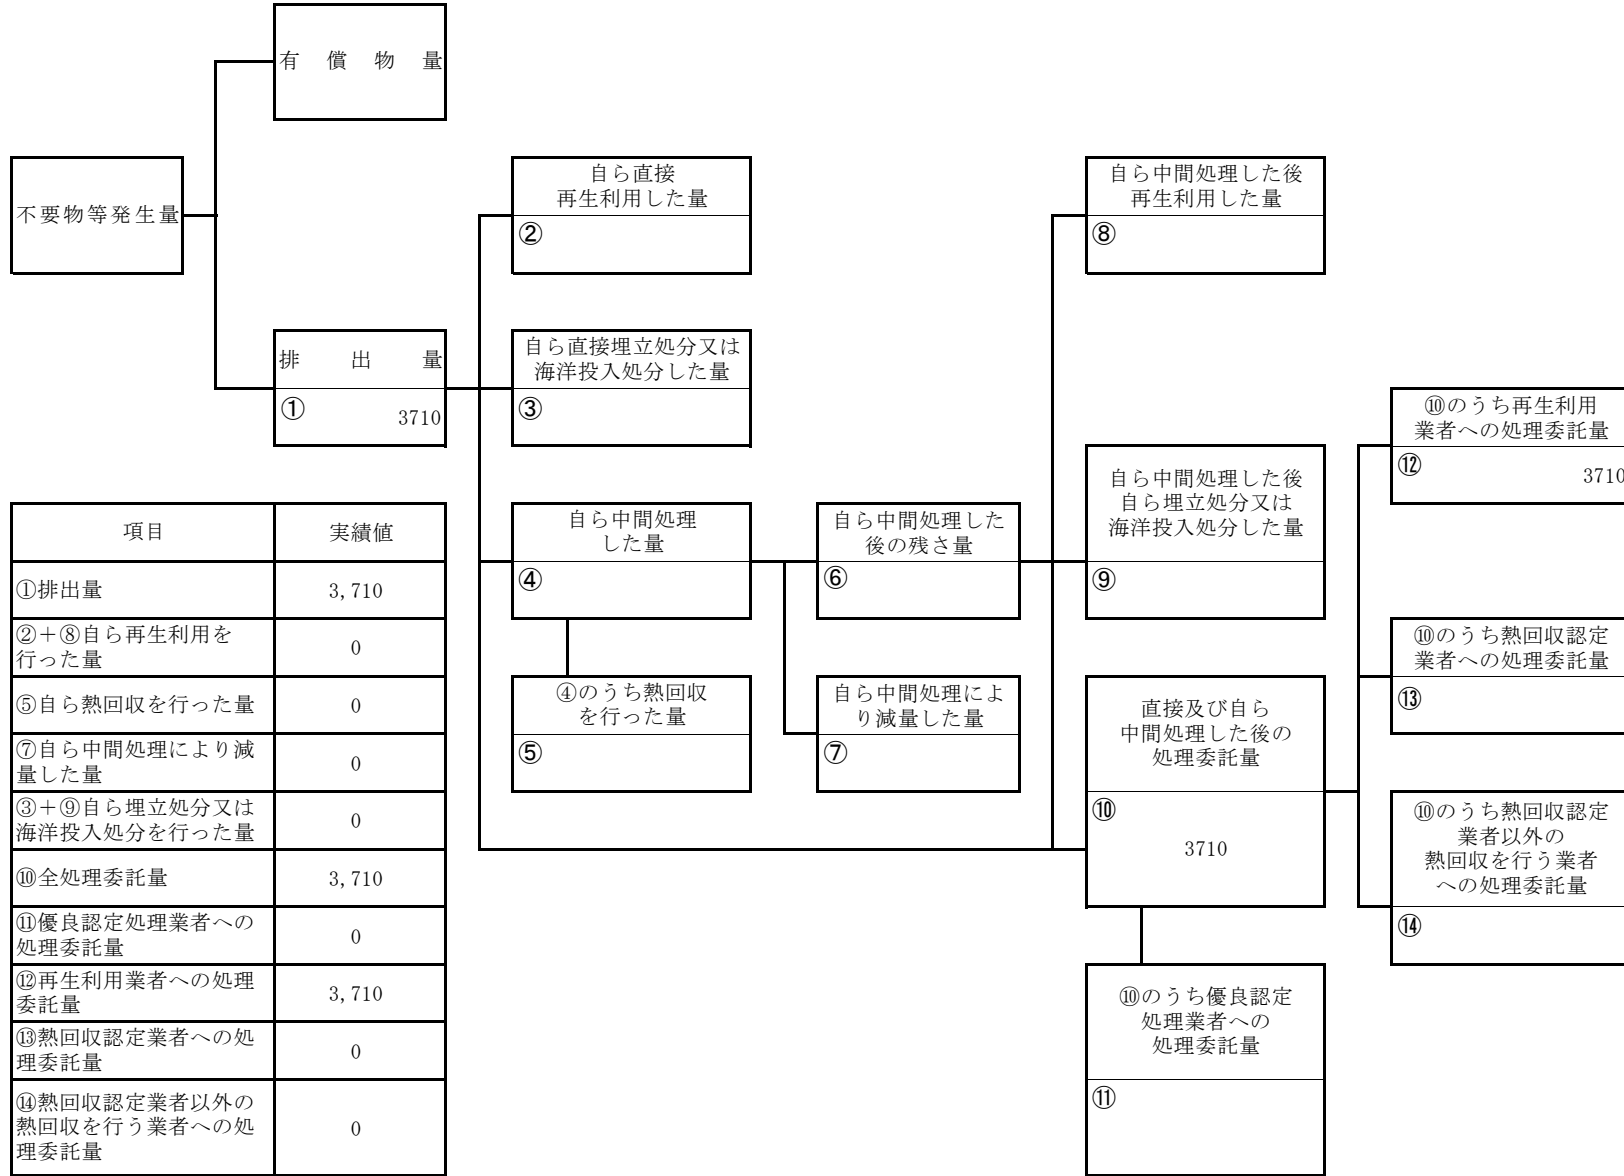 有償物量
不要物等発生量
自ら直接
再生利用した量
②
自ら中間処理した後
再生利用した量
⑧
排出量
①
3710
自ら直接埋立処分又は
海洋投入処分した量
③
⑩のうち再生利用
業者への処理委託量
⑫
3710
自ら中間処理
した量
④
自ら中間処理した
後の残さ量
⑥
自ら中間処理した後
自ら埋立処分又は
海洋投入処分した量
⑨
⑩のうち熱回収認定
業者への処理委託量
⑬
④のうち熱回収
を行った量
⑤
自ら中間処理によ
り減量した量
⑦
直接及び自ら
中間処理した後の
処理委託量
⑩
3710
⑩のうち熱回収認定
業者以外の
熱回収を行う業者
への処理委託量
⑭
⑩のうち優良認定
処理業者への
処理委託量
⑪
項目 実績値
①排出量 3,710
②＋⑧自ら再生利用を
行った量 0
⑤自ら熱回収を行った量 0
⑦自ら中間処理により減
量した量 0
③＋⑨自ら埋立処分又は
海洋投入処分を行った量 0
⑩全処理委託量 3,710
⑪優良認定処理業者への
処理委託量 0
⑫再生利用業者への処理
委託量 3,710
⑬熱回収認定業者への処
理委託量 0
⑭熱回収認定業者以外の
熱回収を行う業者への処
理委託量 0